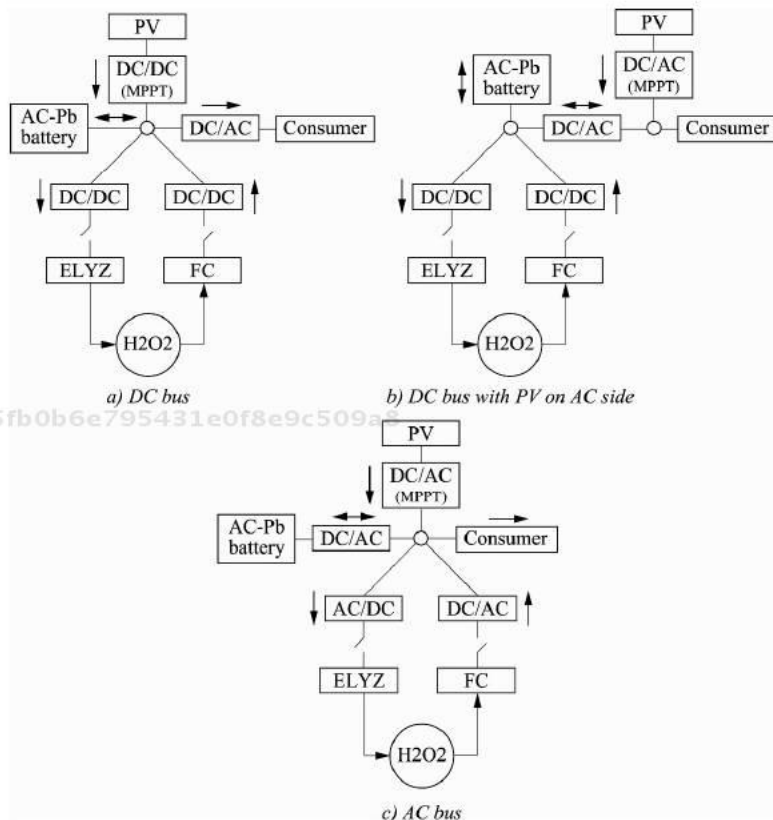 PV
DC/DC
(MPPT)
AC-Pb
battery
DC/AC
Consumer
DC/DC
DC/DC
ELYZ
FC
H2O2
a) DC bus
PV
AC-Pb
battery
DC/AC
(MPPT)
DC/AC
Consumer
DC/DC
DC/DC
ELYZ
FC
H2O2
b) DC bus with PV on AC side
5fb0b6e795431e0f8e9c509a8
PV
DC/AC
(MPPT)
AC-Pb
battery
DC/AC
Consumer
AC/DC
DC/AC
ELYZ
FC
H2O2
c) AC bus